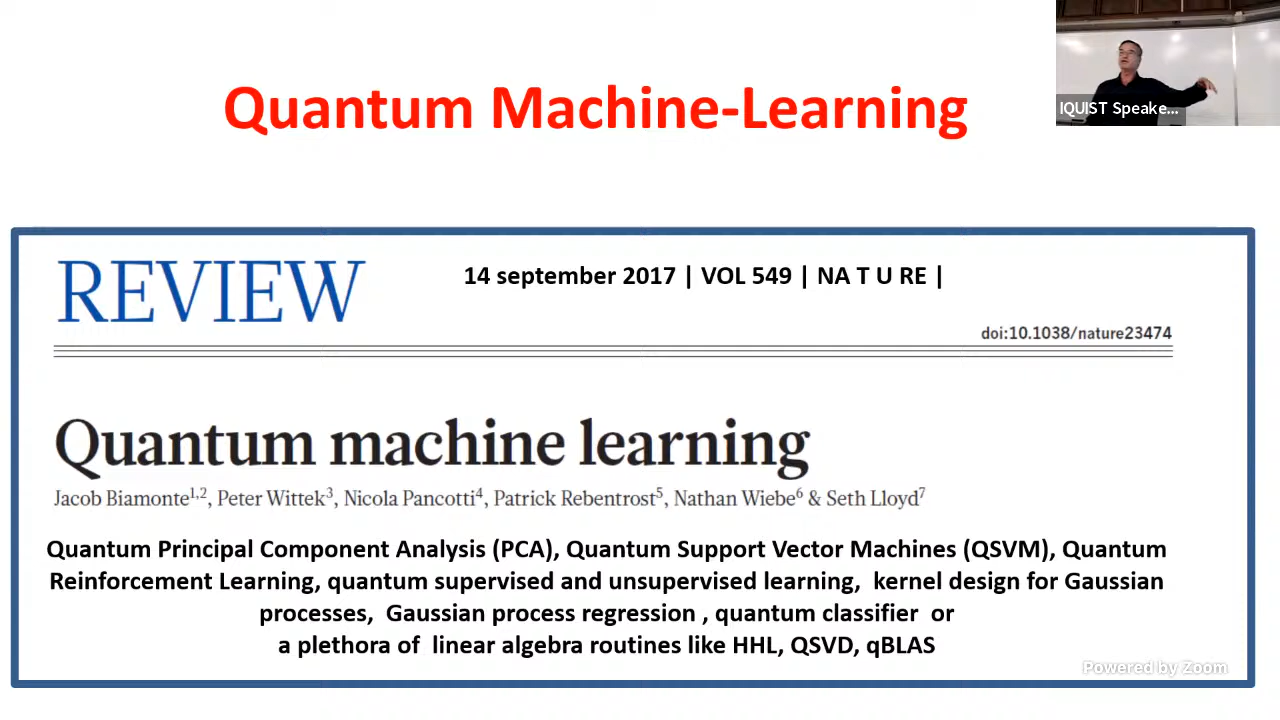 Quantum Machine-Learning
IQUIST Speake...
REVIEW
14 september 2017 | VOL 549 | NA T U RE |
doi:10.1038/nature23474
Quantum machine learning
Jacob Biamonte1,2, Peter Wittek3, Nicola Pancotti4, Patrick Rebentrost5, Nathan Wiebe6 & Seth Lloyd7
Quantum Principal Component Analysis (PCA), Quantum Support Vector Machines (QSVM), Quantum
Reinforcement Learning, quantum supervised and unsupervised learning, kernel design for Gaussian
processes, Gaussian process regression , quantum classifier or
a plethora of linear algebra routines like HHL, QSVD, qBLAS
Powered by Zoom